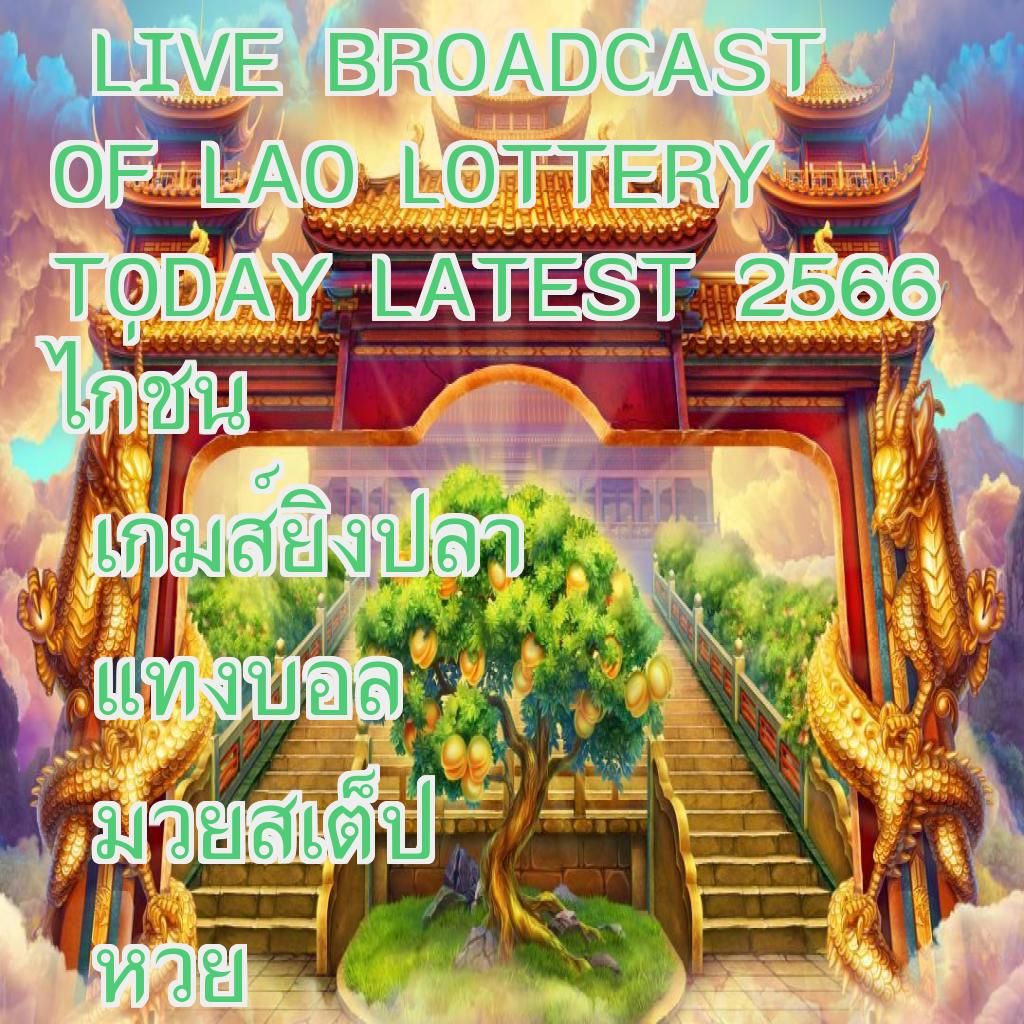 LIVE BROADCAST
OF LAO LOTTERY
TODAY LATEST 2566
ไก่ชน
เกมส์ยิงปลา
แทงบอล
มวยสเต็ป
หวย